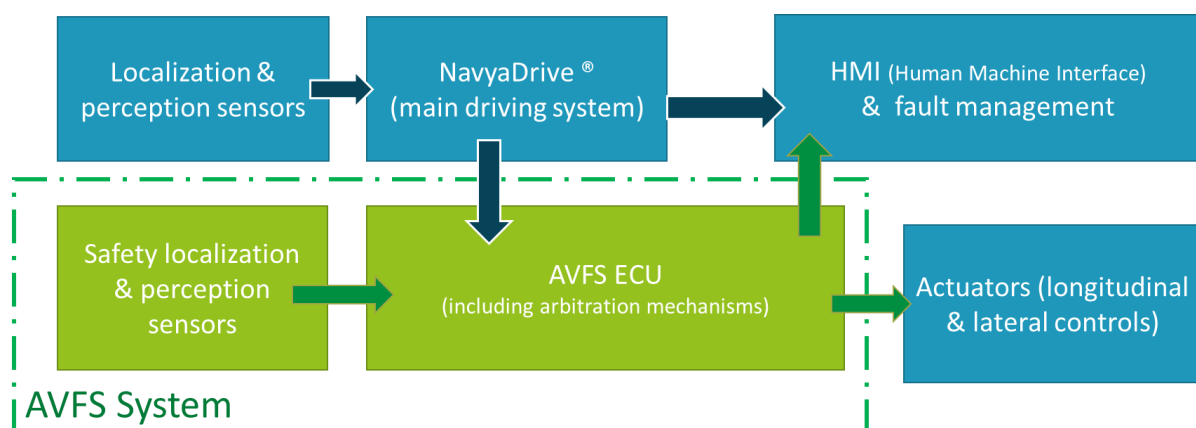 Localization &
perception sensors
NavyaDrive ®
(main driving system)
HMI (Human Machine Interface)
& fault management
Safety localization
& perception
sensors
AVFS ECU
(including arbitration mechanisms)
Actuators (longitudinal
& lateral controls)
AVFS System